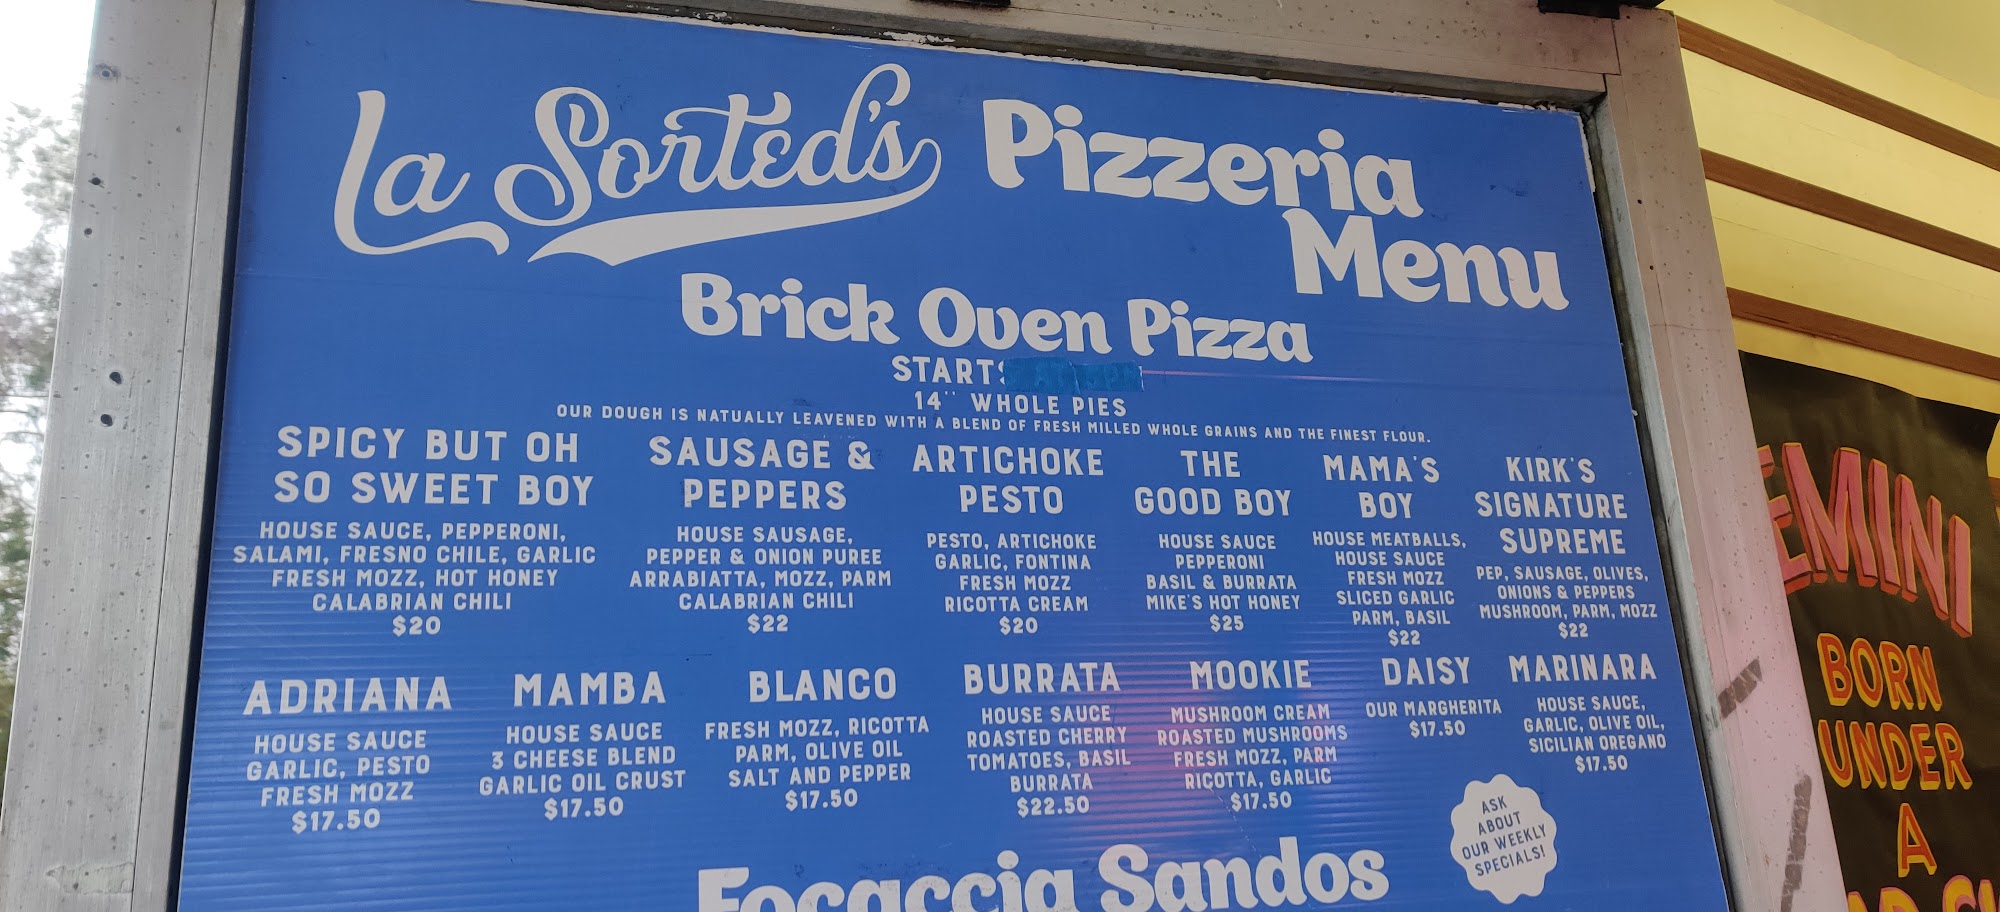 La Sorted's Pizzeria
Menu
Brick Oven Pizza
14" WHOLE PIES
OUR DOUGH IS NATUALLY LEAVENED WITH A BLEND OF FRESH MILLED WHOLE GRAINS AND THE FINEST FLOUR.
SPICY BUT OH
SO SWEET BOY
HOUSE SAUCE, PEPPERONI,
SALAMI, FRESNO CHILE, GARLIC
FRESH MOZZ, HOT HONEY
CALABRIAN CHILI
$20
SAUSAGE &
PEPPERS
HOUSE SAUSAGE,
PEPPER & ONION PUREE
ARRABIATTA, MOZZ, PARM
CALABRIAN CHILI
$22
ARTICHOKE
PESTO
PESTO, ARTICHOKE
GARLIC, FONTINA
FRESH MOZZ
RICOTTA CREAM
$20
THE
GOOD BOY
HOUSE SAUCE
PEPPERONI
BASIL & BURRATA
MIKE'S HOT HONEY
$25
MAMA'S
BOY
HOUSE MEATBALLS,
HOUSE SAUCE
FRESH MOZZ
SLICED GARLIC
PARM, BASIL
$22
KIRK'S
SIGNATURE
SUPREME
PEP, SAUSAGE, OLIVES,
ONIONS & PEPPERS
MUSHROOM, PARM, MOZZ
$22
ADRIANA
HOUSE SAUCE
GARLIC, PESTO
FRESH MOZZ
$17.50
MAMBA
HOUSE SAUCE
3 CHEESE BLEND
GARLIC OIL CRUST
$17.50
BLANCO
FRESH MOZZ, RICOTTA
PARM, OLIVE OIL
SALT AND PEPPER
$17.50
BURRATA
HOUSE SAUCE
ROASTED CHERRY
TOMATOES, BASIL
BURRATA
$22.50
MOOKIE
MUSHROOM CREAM
ROASTED MUSHROOMS
FRESH MOZZ, PARM
RICOTTA, GARLIC
$17.50
DAISY
OUR MARGHERITA
$17.50
MARINARA
HOUSE SAUCE,
GARLIC, OLIVE OIL,
SICILIAN OREGANO
$17.50
ASK
ABOUT
OUR WEEKLY
SPECIALS!
Focaccia Sandos
EMINI
BORN
UNDER
A